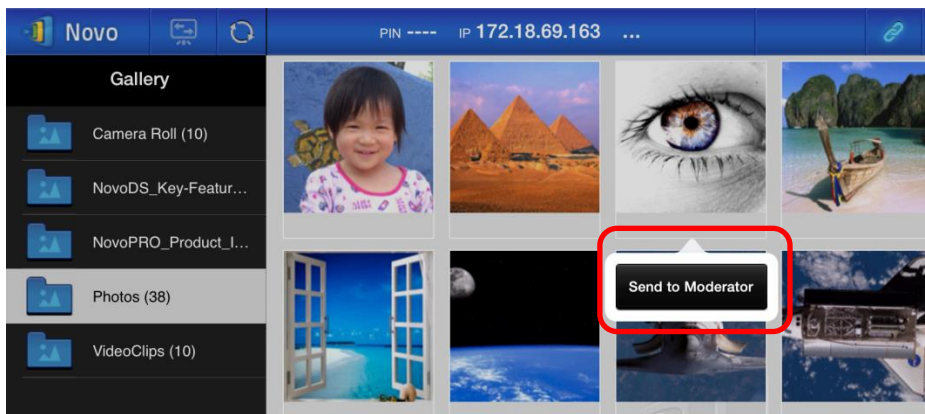 Novo PIN ---- IP 172.18.69.163 ...
Gallery
Camera Roll (10)
NovoDS_Key-Featur...
NovoPRO_Product_I...
Photos (38)
VideoClips (10)
Send to Moderator